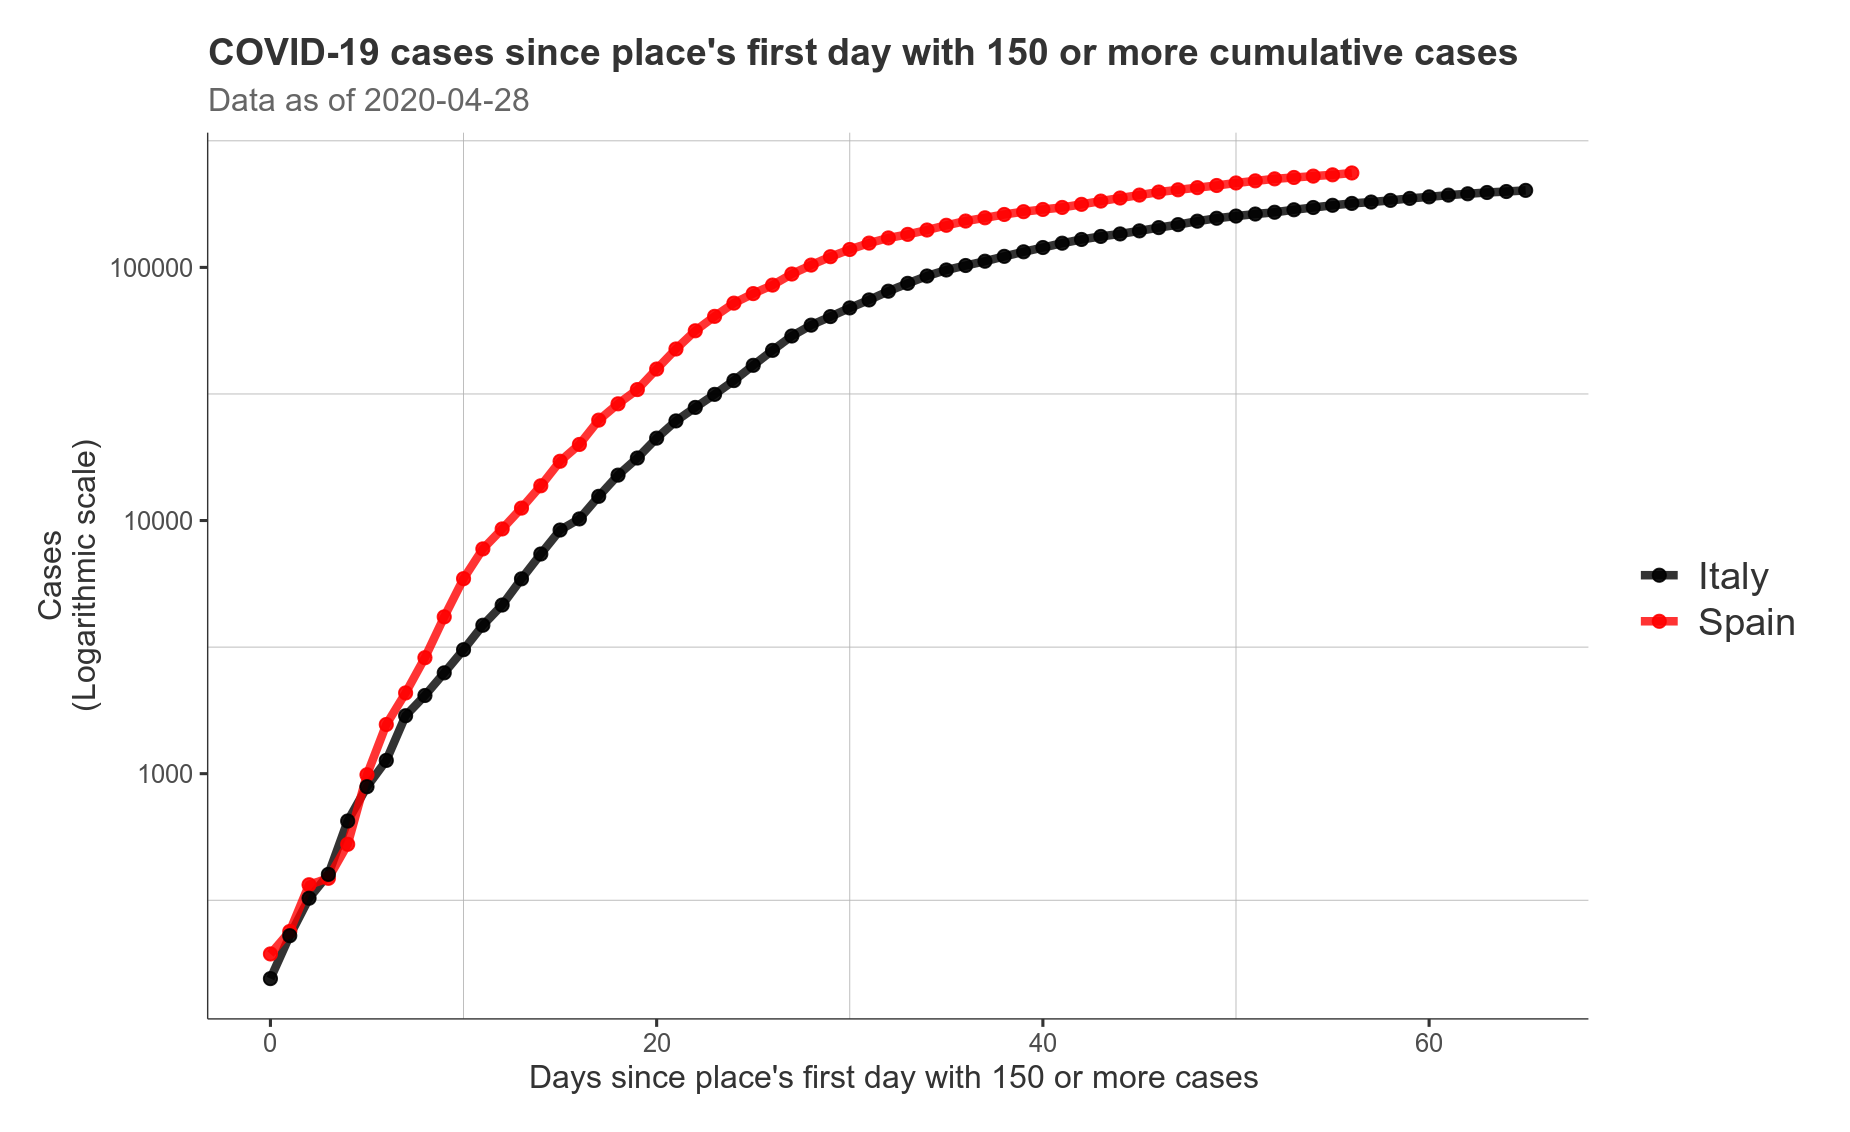 COVID-19 cases since place's first day with 150 or more cumulative cases
Data as of 2020-04-28
Cases
(Logarithmic scale)
100000
10000
1000
0
20
40
60
Days since place's first day with 150 or more cases
Italy
Spain